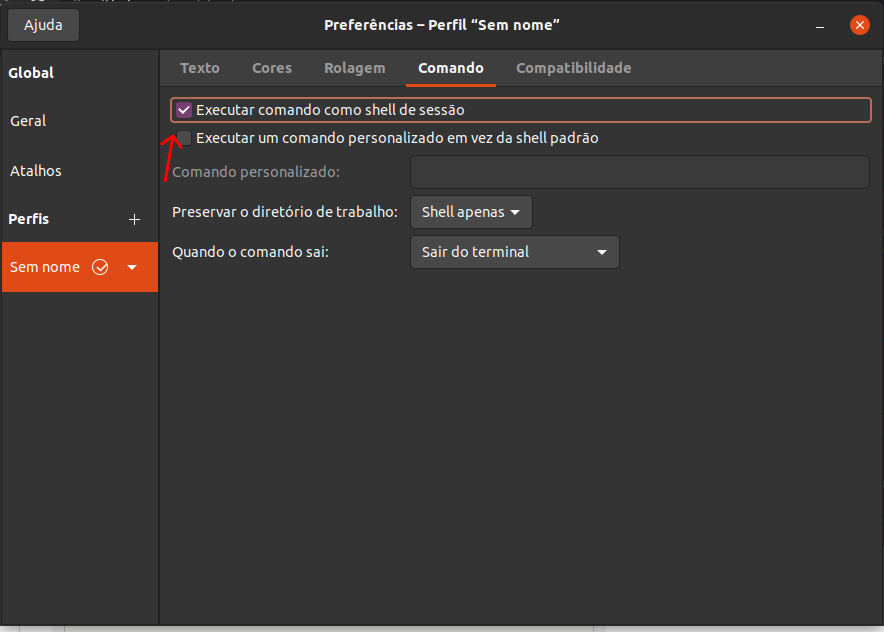 Ajuda
Preferências – Perfil “Sem nome”
Global
Geral
Atalhos
Perfis
Sem nome
Texto Cores Rolagem Comando Compatibilidade
Executar comando como shell de sessão
Executar um comando personalizado em vez da shell padrão
Comando personalizado:
Preservar o diretório de trabalho: Shell apenas
Quando o comando sai: Sair do terminal